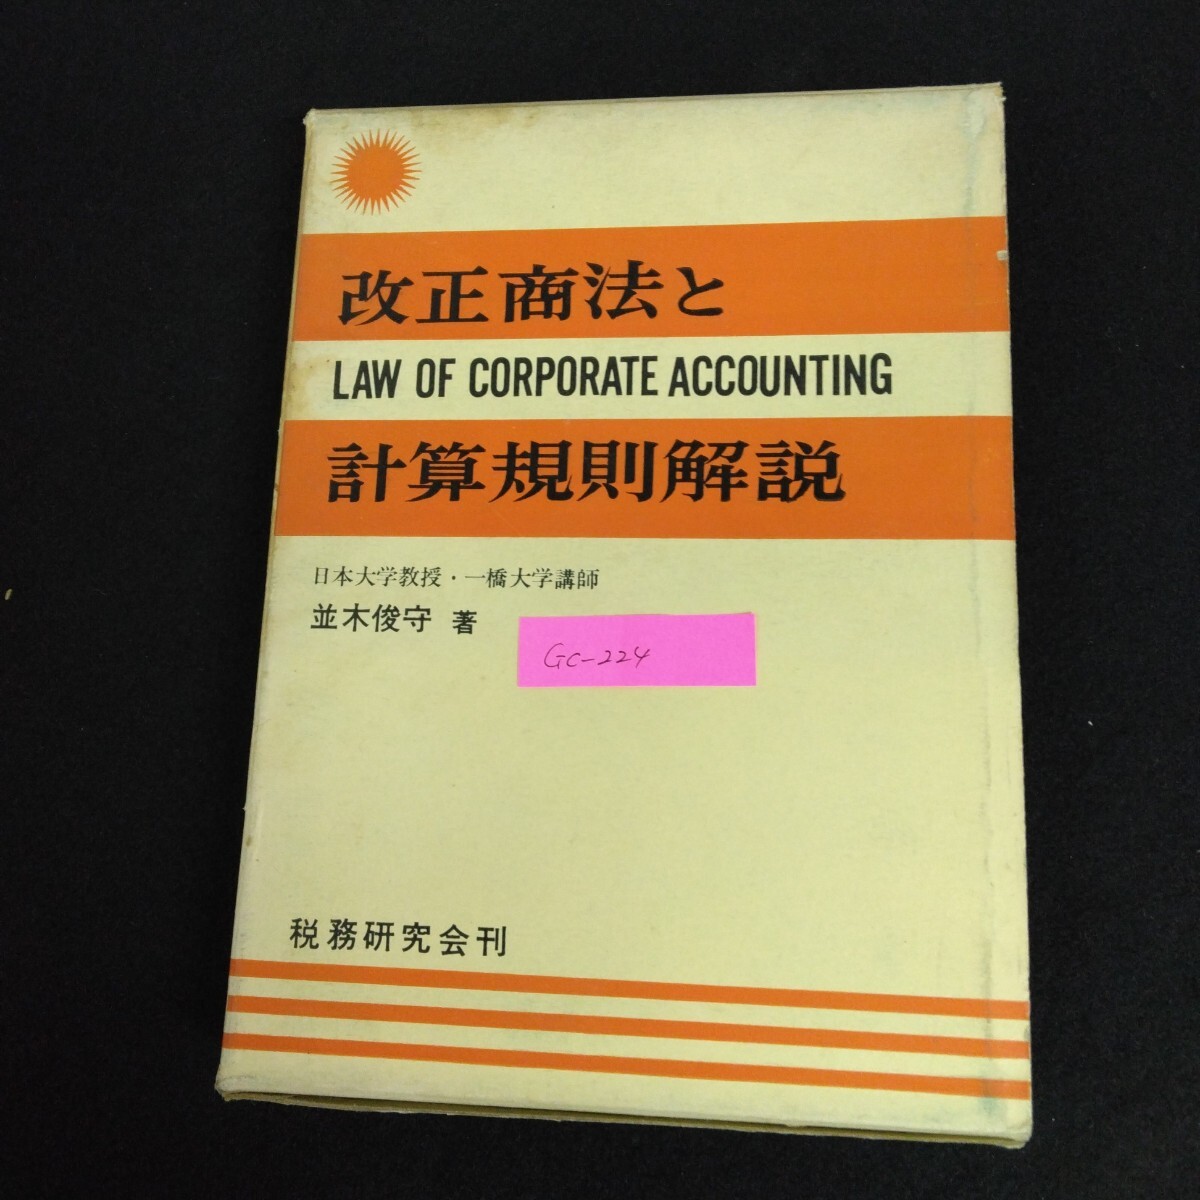 改正商法と
LAW OF CORPORATE ACCOUNTING
計算規則解説
日本大学教授・一橋大学講師
並木俊守 著
GC-224
税務研究会刊